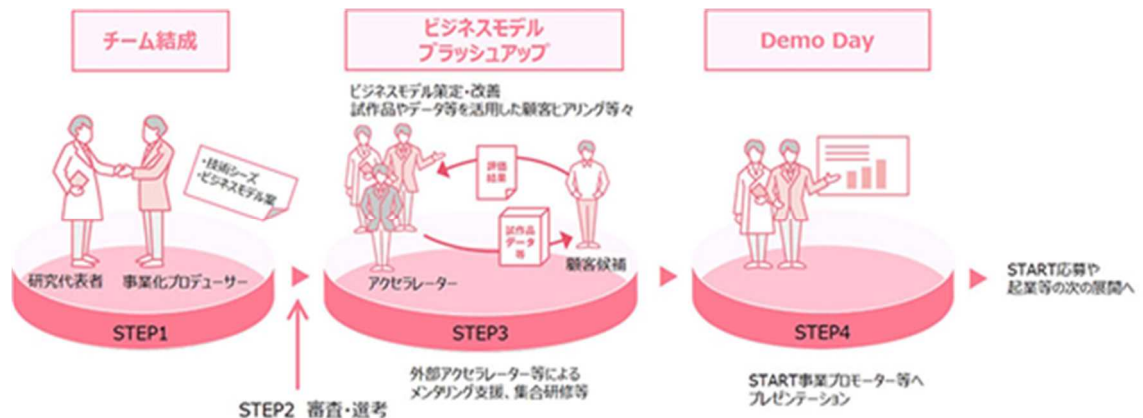 チーム結成
・技術シーズ
・ビジネスモデル案
研究代表者
事業化プロデューサー
STEP1
STEP2 審査・選考
ビジネスモデル
ブラッシュアップ
ビジネスモデル策定・改善
試作品やデータ等を活用した顧客ヒアリング等々
評価
結果
試作品
データ
等
アクセラレーター
顧客候補
STEP3
外部アクセラレーター等による
メンタリング支援、集合研修等
Demo Day
STEP4
START事業プロモーター等へ
プレゼンテーション
START応募や
起業等の次の展開へ